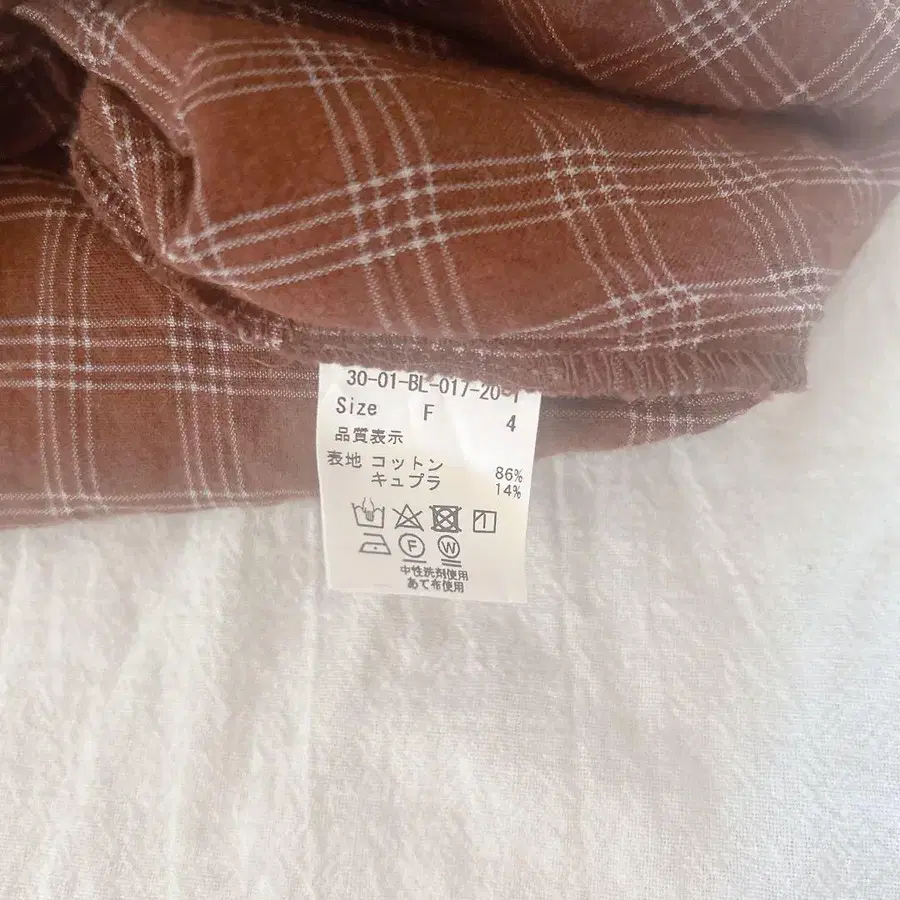 30-01-BL-017-20-1
Size F 4
品質表示
表地 コットン 86%
キュプラ 14%
F W
中性洗剤使用
あて布使用